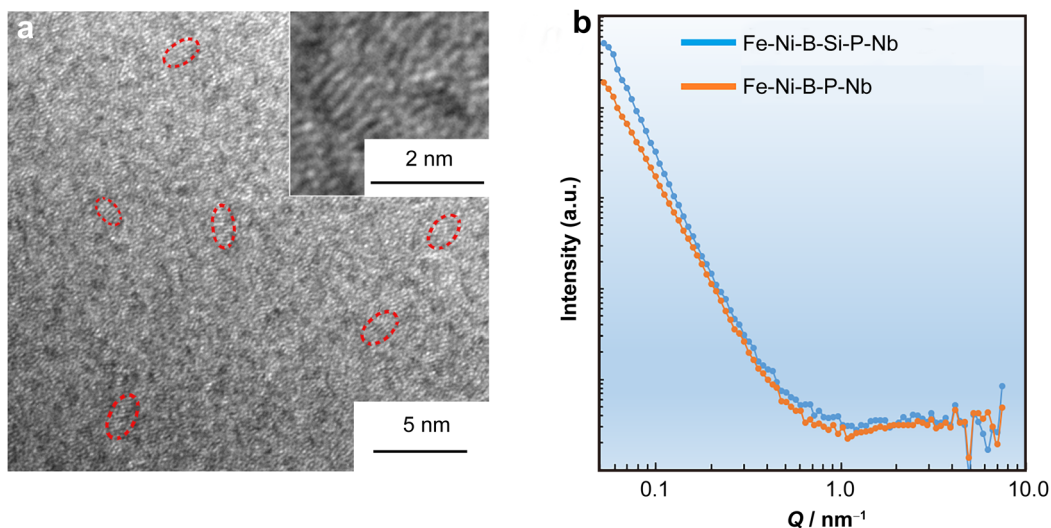 a
2 nm
5 nm
b
Fe-Ni-B-Si-P-Nb
Fe-Ni-B-P-Nb
Intensity (a.u.)
0.1
1.0
10.0
Q / nm⁻¹